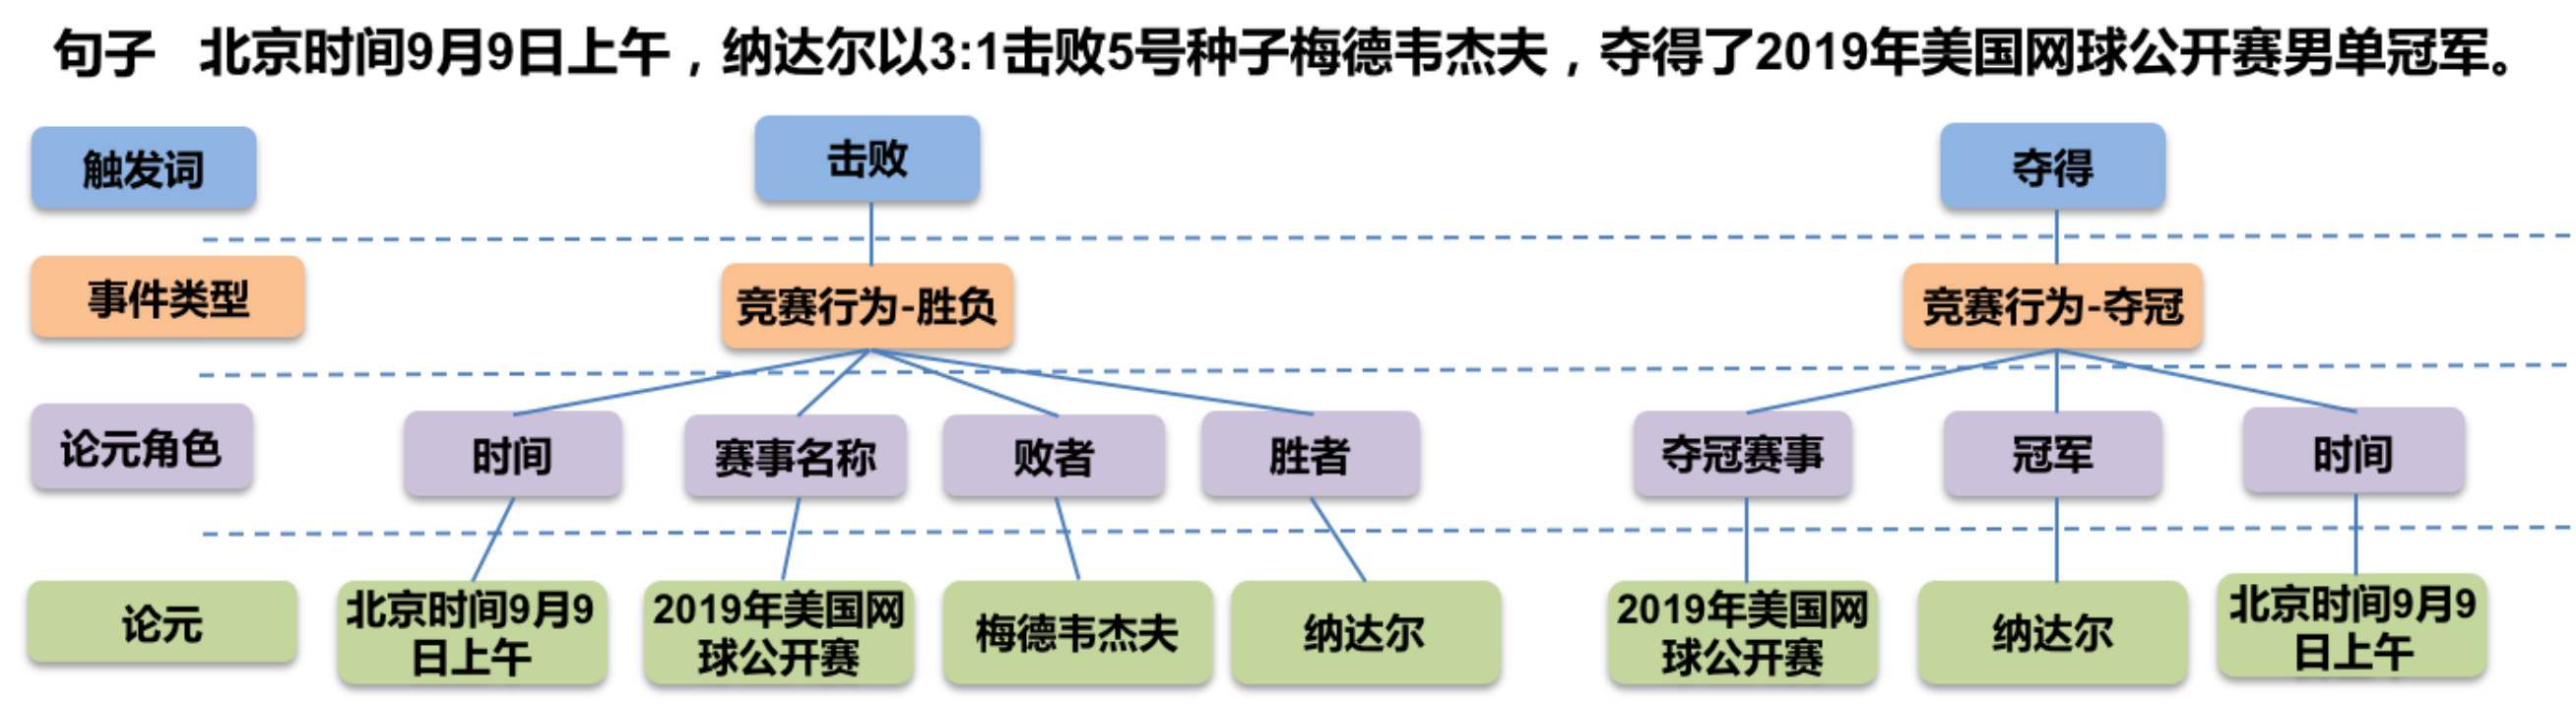 句子 北京时间9月9日上午，纳达尔以3:1击败5号种子梅德韦杰夫，夺得了2019年美国网球公开赛男单冠军。
触发词
击败
夺得
事件类型
竞赛行为-胜负
竞赛行为-夺冠
论元角色
时间
赛事名称
败者
胜者
夺冠赛事
冠军
时间
论元
北京时间9月9
日上午
2019年美国网
球公开赛
梅德韦杰夫
纳达尔
2019年美国网
球公开赛
纳达尔
北京时间9月9
日上午